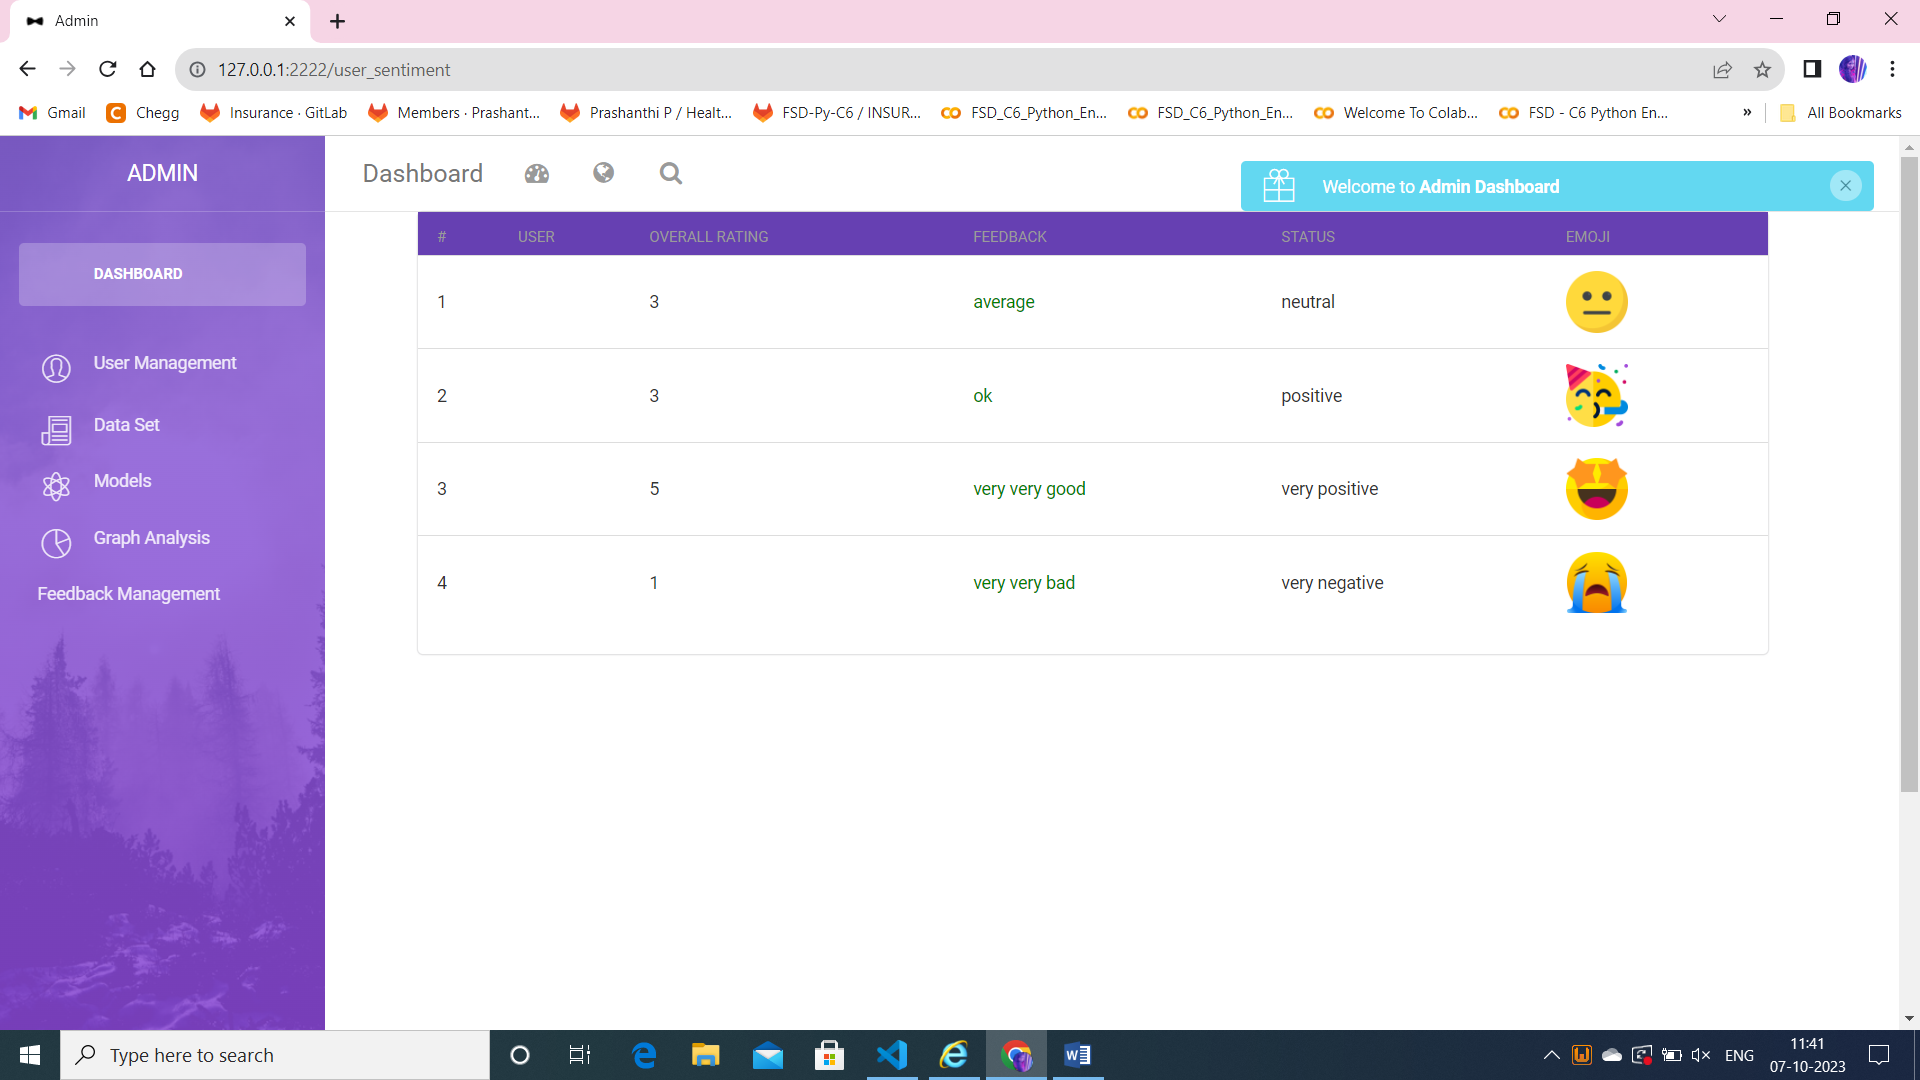 Admin
127.0.0.1:2222/user_sentiment
Gmail
Chegg
Insurance · GitLab
Members · Prashant...
Prashanthi P / Healt...
FSD-Py-C6 / INSUR...
FSD_C6_Python_En...
FSD_C6_Python_En...
Welcome To Colab...
FSD - C6 Python En...
»
All Bookmarks
ADMIN
Dashboard
Welcome to Admin Dashboard
DASHBOARD
User Management
Data Set
Models
Graph Analysis
Feedback Management
# USER OVERALL RATING FEEDBACK STATUS EMOJI
1 3 average neutral
2 3 ok positive
3 5 very very good very positive
4 1 very very bad very negative
Type here to search
ENG
11:41
07-10-2023